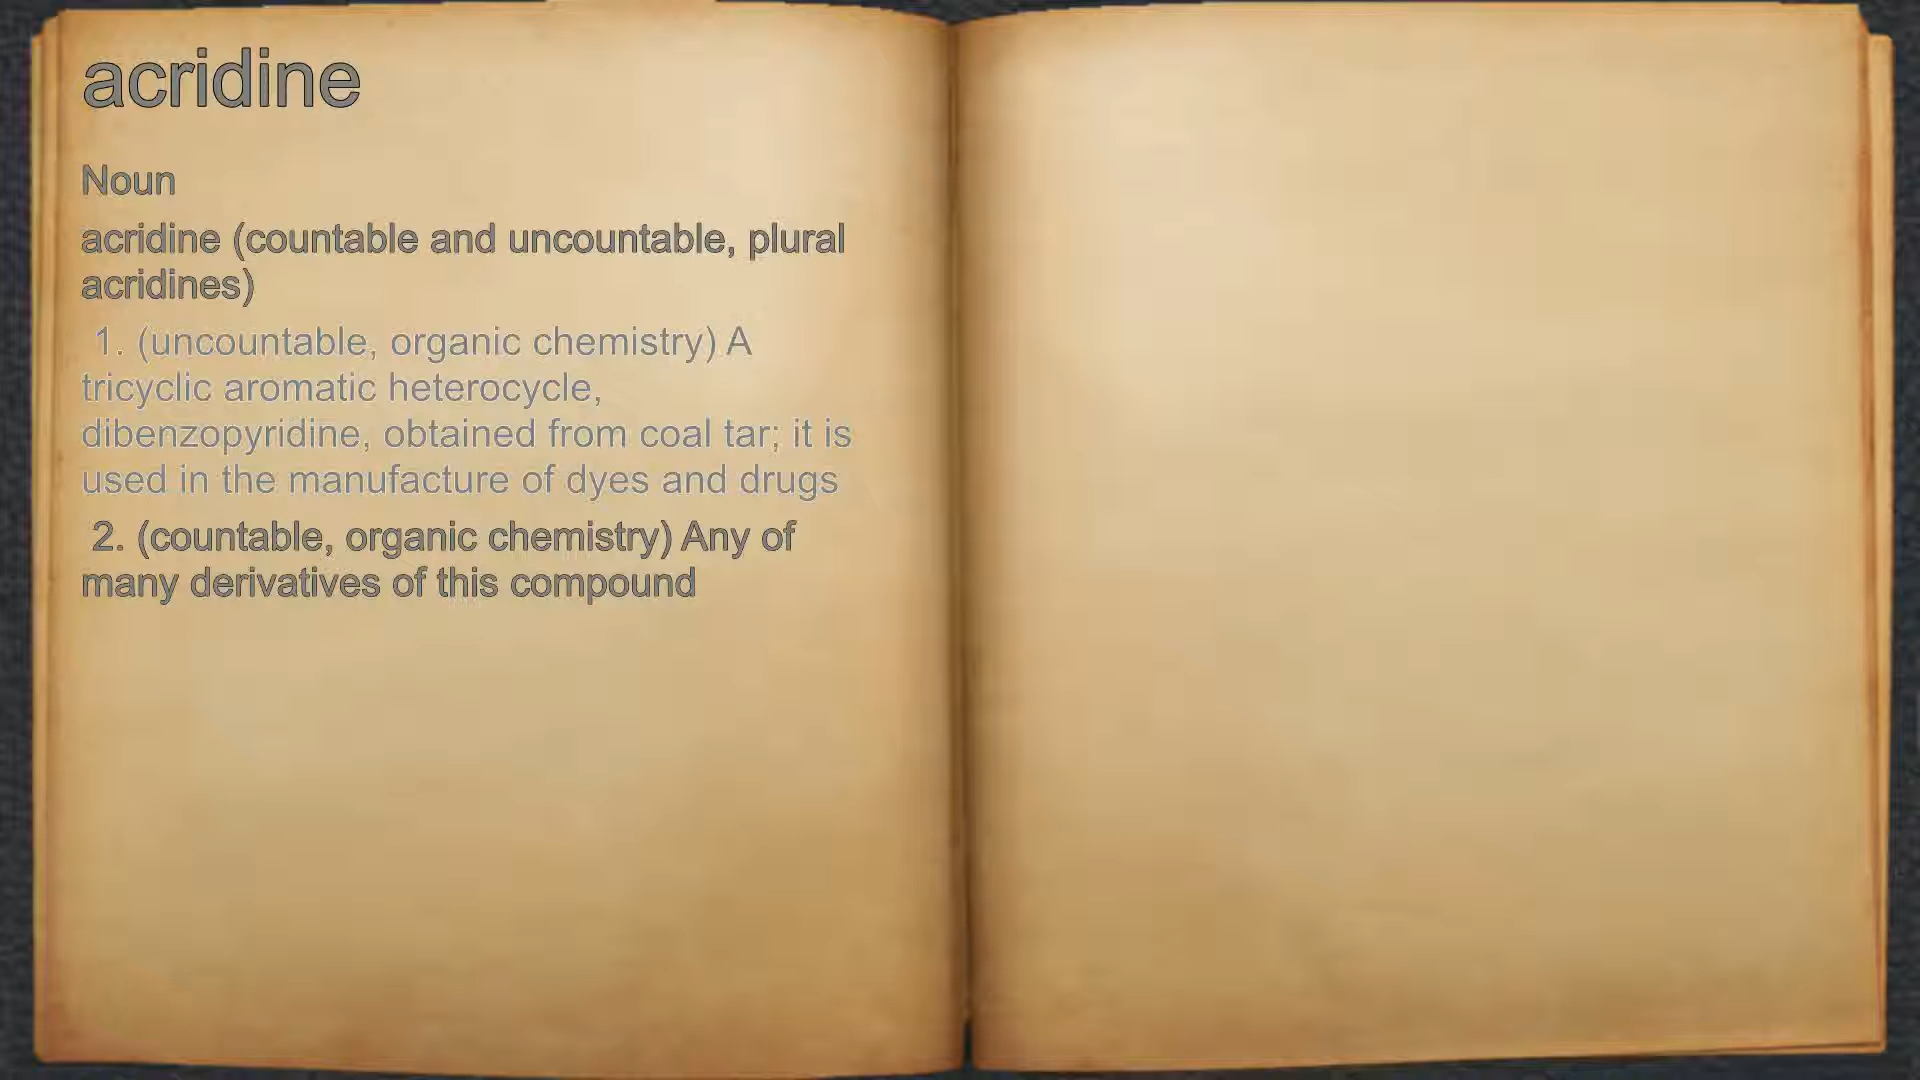 acridine
Noun
acridine (countable and uncountable, plural
acridines)
1. (uncountable, organic chemistry) A
tricyclic aromatic heterocycle,
dibenzopyridine, obtained from coal tar; it is
used in the manufacture of dyes and drugs
2. (countable, organic chemistry) Any of
many derivatives of this compound